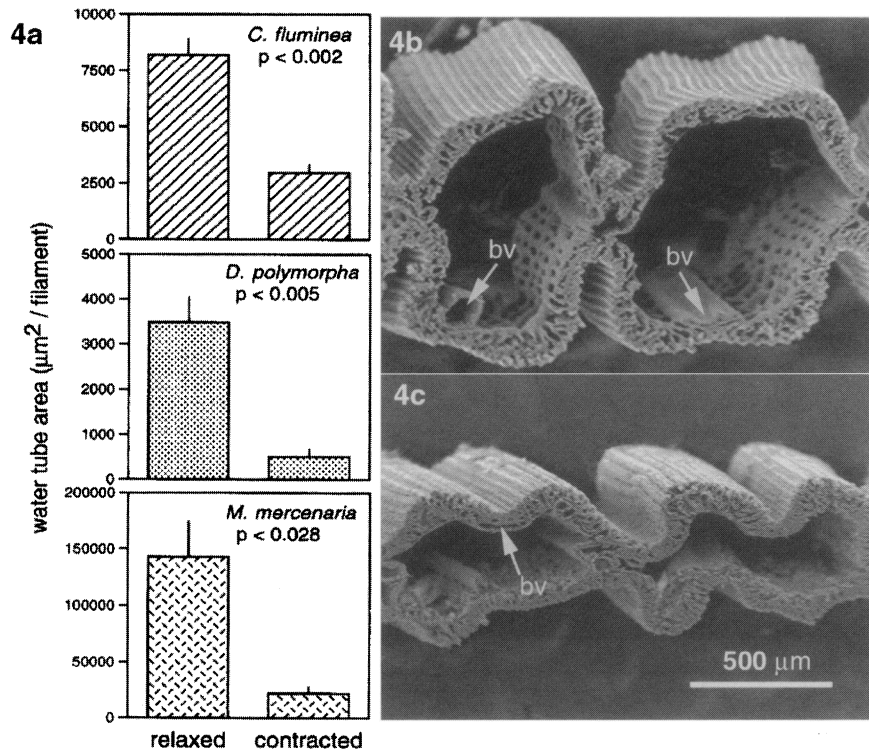 4a
water tube area (μm² / filament)
10000
7500
5000
2500
0
C. fluminea
p < 0.002
5000
4000
3000
2000
1000
0
D. polymorpha
p < 0.005
200000
150000
100000
50000
0
M. mercenaria
p < 0.028
relaxed contracted
4b
bv
bv
4c
bv
500 μm